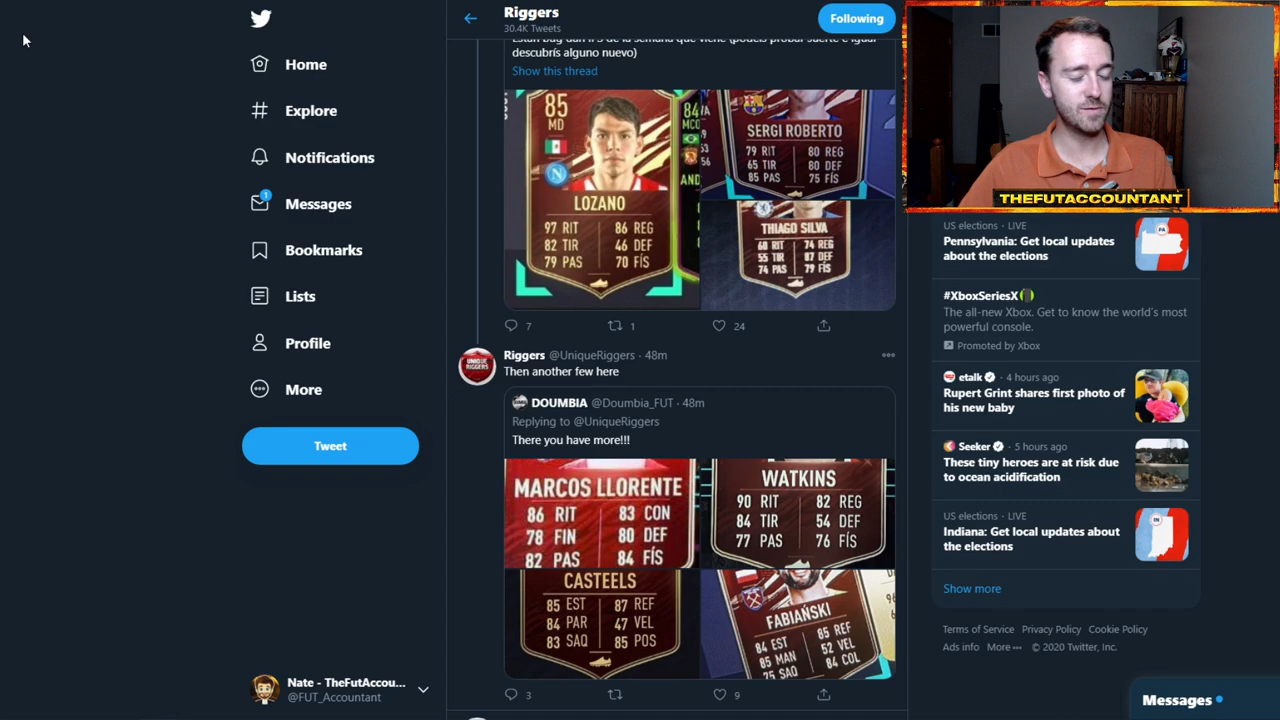 Home
Explore
Notifications
1
Messages
Bookmarks
Lists
Profile
More
Tweet
Nate - TheFutAccou...
@FUT_Accountant
Riggers
30.4K Tweets
Following
descubrís alguno nuevo)
Show this thread
85
MD
LOZANO
97 RIT 86 REG
82 TIR 46 DEF
79 PAS 70 FÍS
84
MCO
AND
SERGI ROBERTO
79 RIT 80 REG
65 TIR 80 DEF
85 PAS 75 FÍS
THIAGO SILVA
68 RIT 74 REG
55 TIR 87 DEF
74 PAS 79 FÍS
7 1 24
Riggers @UniqueRiggers · 48m
Then another few here
DOUMBIA @Doumbia_FUT · 48m
Replying to @UniqueRiggers
There you have more!!!
MARCOS LLORENTE
86 RIT 83 CON
78 FIN 80 DEF
82 PAS 84 FÍS
WATKINS
90 RIT 82 REG
84 TIR 54 DEF
77 PAS 76 FÍS
CASTEELS
85 EST 87 REF
84 PAR 47 VEL
83 SAQ 85 POS
FABIAŃSKI
84 EST 85 REF
85 MAN 52 VEL
75 SAQ 84 COL
3 9
THEFUTACCOUNTANT
US elections · LIVE
Pennsylvania: Get local updates
about the elections
PA
#XboxSeriesX
The all-new Xbox. Get to know the world's most
powerful console.
Promoted by Xbox
etalk · 4 hours ago
Rupert Grint shares first photo of
his new baby
Seeker · 5 hours ago
These tiny heroes are at risk due
to ocean acidification
US elections · LIVE
Indiana: Get local updates about
the elections
IN
Show more
Terms of Service Privacy Policy Cookie Policy
Ads info More ··· © 2020 Twitter, Inc.
Messages